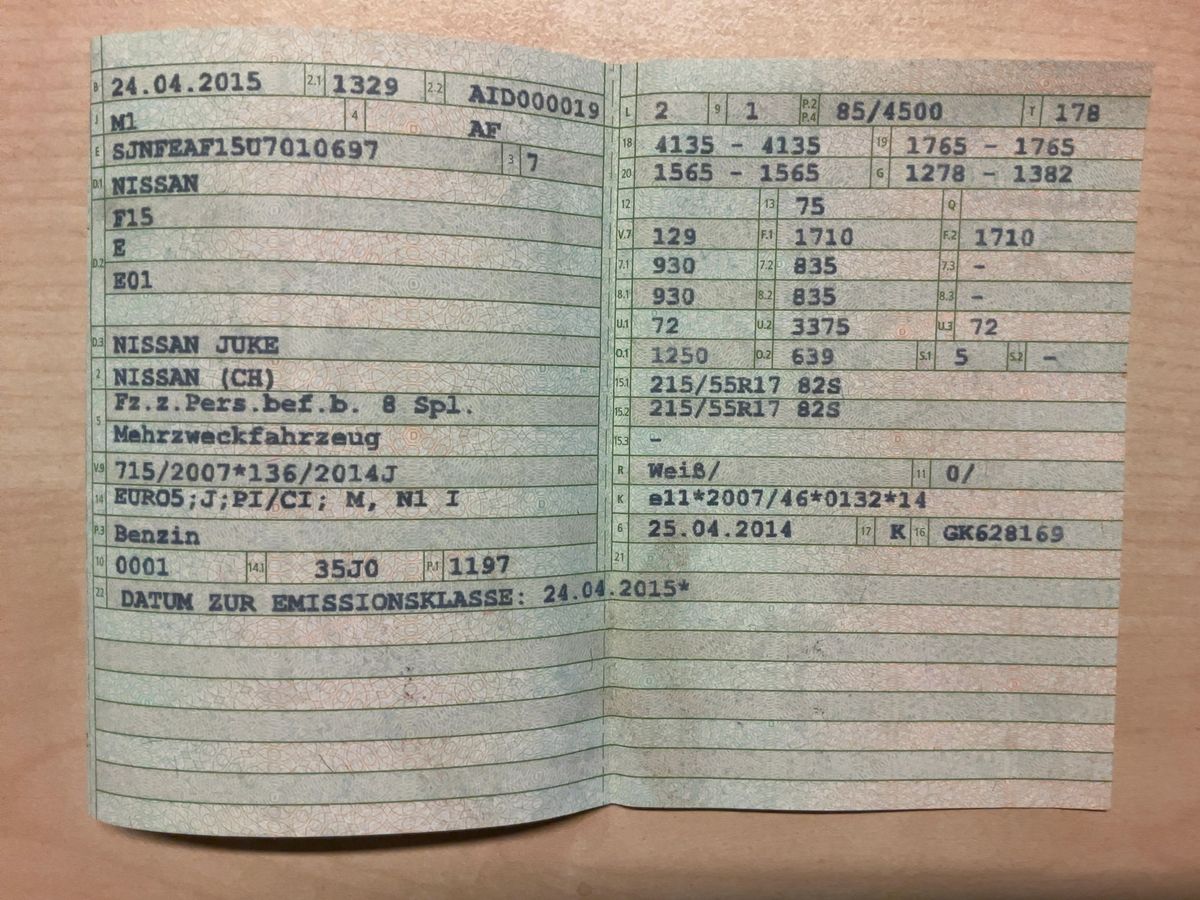 B 24.04.2015 2.1 1329 2.2 AID000019
J M1 4 AF
E SJNFEAF15U7010697 3 7
D.1 NISSAN
F15
D.2 E
E01
D.3 NISSAN JUKE
2 NISSAN (CH)
5 Fz.z.Pers.bef.b. 8 Spl.
Mehrzweckfahrzeug
V.9 715/2007*136/2014J
14 EURO5;J;PI/CI; M, N1 I
P.3 Benzin
10 0001 14.1 35J0 P.1 1197
22 DATUM ZUR EMISSIONSKLASSE: 24.04.2015*
L 2 9 1 P.2 P.4 85/4500 T 178
18 4135 - 4135 19 1765 - 1765
20 1565 - 1565 G 1278 - 1382
12 13 75 Q
V.7 129 F.1 1710 F.2 1710
7.1 930 7.2 835 7.3 -
8.1 930 8.2 835 8.3 -
U.1 72 U.2 3375 U.3 72
O.1 1250 O.2 639 S.1 5 S.2 -
15.1 215/55R17 82S
15.2 215/55R17 82S
15.3 -
R Weiß/ 11 0/
K e11*2007/46*0132*14
6 25.04.2014 17 K 16 GK628169
21